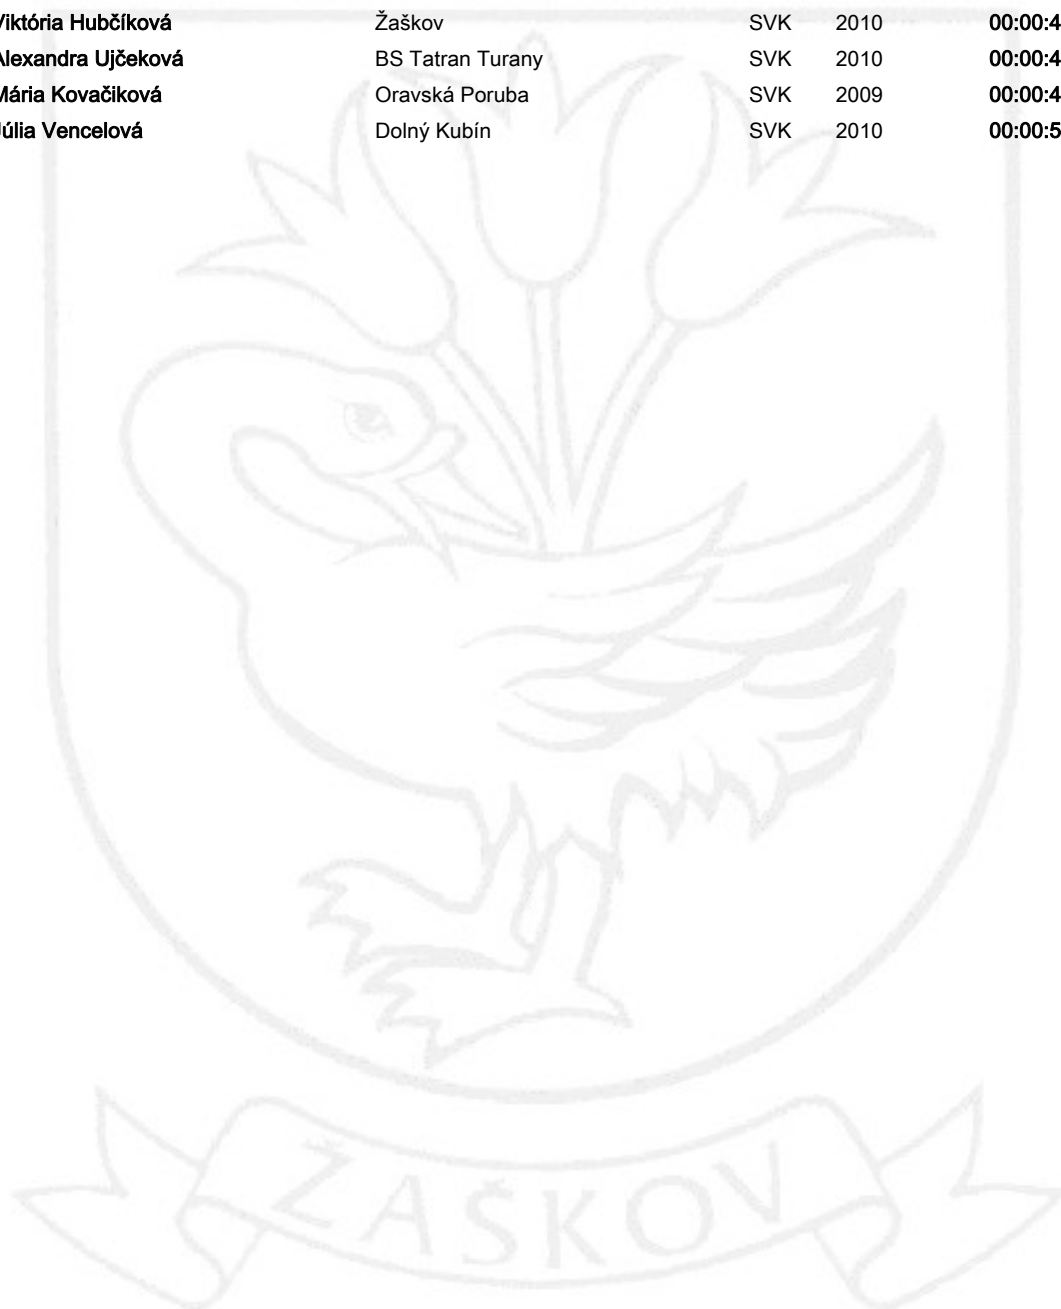 Viktória Hubčíková Žaškov SVK 2010 00:00:4
Alexandra Ujčeková BS Tatran Turany SVK 2010 00:00:4
Mária Kovačiková Oravská Poruba SVK 2009 00:00:4
Júlia Vencelová Dolný Kubín SVK 2010 00:00:5
ŽAŠKOV